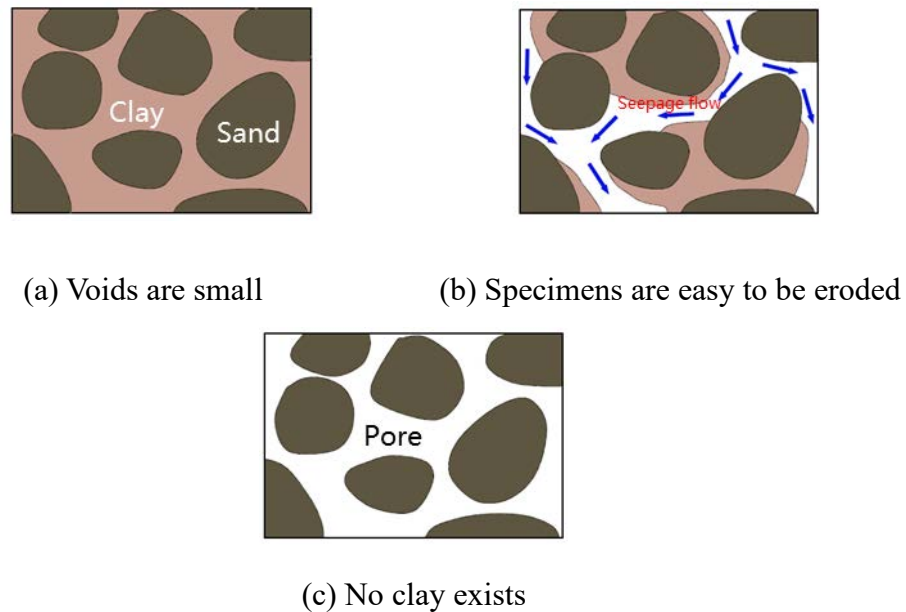 Clay
Sand
Seepage flow
(a) Voids are small
(b) Specimens are easy to be eroded
Pore
(c) No clay exists